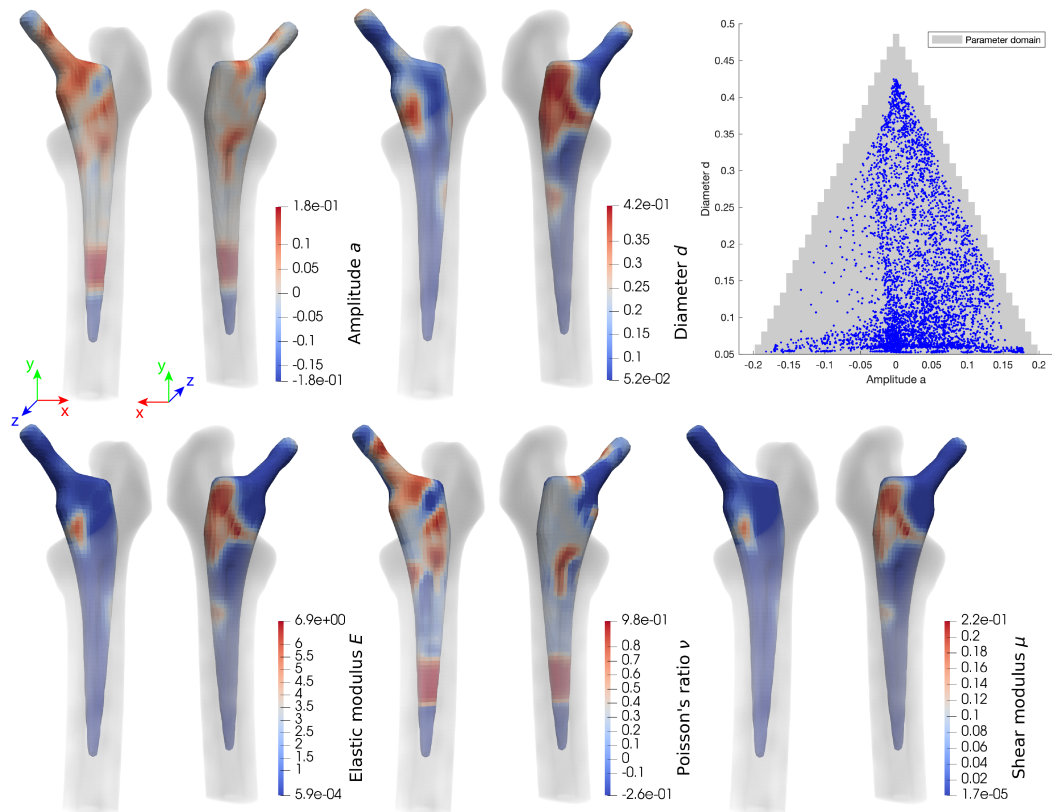 1.8e-01
0.1
0.05
0
-0.05
-0.1
-0.15
-1.8e-01
Amplitude a
4.2e-01
0.35
0.3
0.25
0.2
0.15
0.1
5.2e-02
Diameter d
Parameter domain
0.5
0.45
0.4
0.35
0.3
0.25
0.2
0.15
0.1
0.05
Diameter d
-0.2 -0.15 -0.1 -0.05 0 0.05 0.1 0.15 0.2
Amplitude a
y
x
z
y
z
x
6.9e+00
6
5.5
5
4.5
4
3.5
3
2.5
2
1.5
1
5.9e-04
Elastic modulus E
9.8e-01
0.8
0.7
0.6
0.5
0.4
0.3
0.2
0.1
0
-0.1
-2.6e-01
Poisson's ratio ν
2.2e-01
0.2
0.18
0.16
0.14
0.12
0.1
0.08
0.06
0.04
0.02
1.7e-05
Shear modulus μ